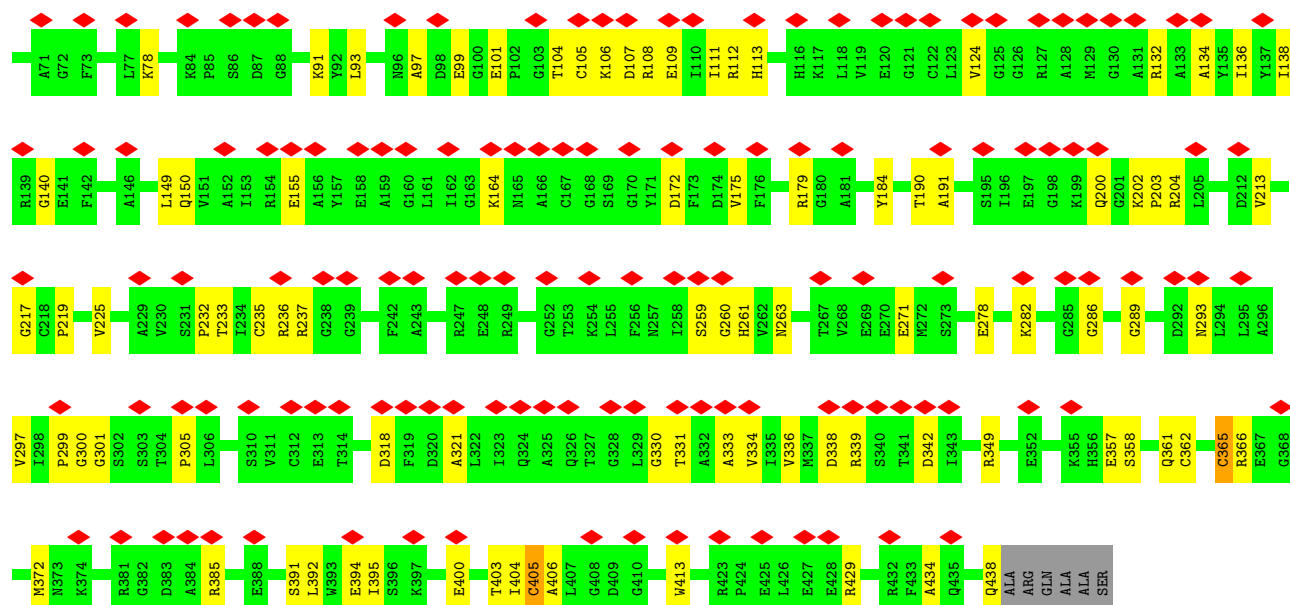 A71 G72 F73 L77 K78 K84 P85 S86 D87 G88 K91 Y92 L93 N96 A97 D98 E99 G100 E101 P102 G103 T104 C105 K106 D107 R108 E109 I110 I111 R112 H113 H116 K117 L118 V119 E120 G121 C122 L123 V124 G125 G126 R127 A128 M129 G130 A131 R132 A133 A134 Y135 I136 Y137 I138
R139 G140 E141 F142 A146 L149 Q150 V151 A152 I153 R154 E155 A156 Y157 E158 A159 G160 L161 I162 G163 K164 N165 A166 C167 G168 S169 G170 Y171 D172 F173 D174 V175 F176 R179 G180 A181 Y184 T190 A191 S195 I196 E197 G198 K199 Q200 G201 K202 P203 R204 L205 D212 V213
G217 C218 P219 V225 A229 V230 S231 P232 T233 I234 C235 R236 R237 G238 G239 F242 A243 R247 E248 R249 G252 T253 K254 L255 F256 N257 I258 S259 G260 H261 V262 N263 T267 V268 E269 E270 E271 M272 S273 E278 K282 G285 G286 G289 D292 N293 L294 L295 A296
V297 I298 P299 G300 G301 S302 S303 T304 P305 L306 S310 V311 C312 E313 T314 D318 F319 D320 A321 L322 I323 Q324 A325 Q326 T327 G328 L329 G330 T331 A332 A333 V334 I335 V336 M337 D338 R339 S340 T341 D342 I343 R349 E352 K355 H356 E357 S358 Q361 C362 C365 R366 E367 G368
M372 N373 K374 R381 G382 D383 A384 R385 E388 S391 L392 W393 E394 I395 S396 K397 E400 T403 I404 C405 A406 L407 G408 D409 G410 W413 R423 P424 E425 L426 E427 E428 R429 R432 F433 A434 Q435 Q438 ALA ARG GLN ALA ALA SER